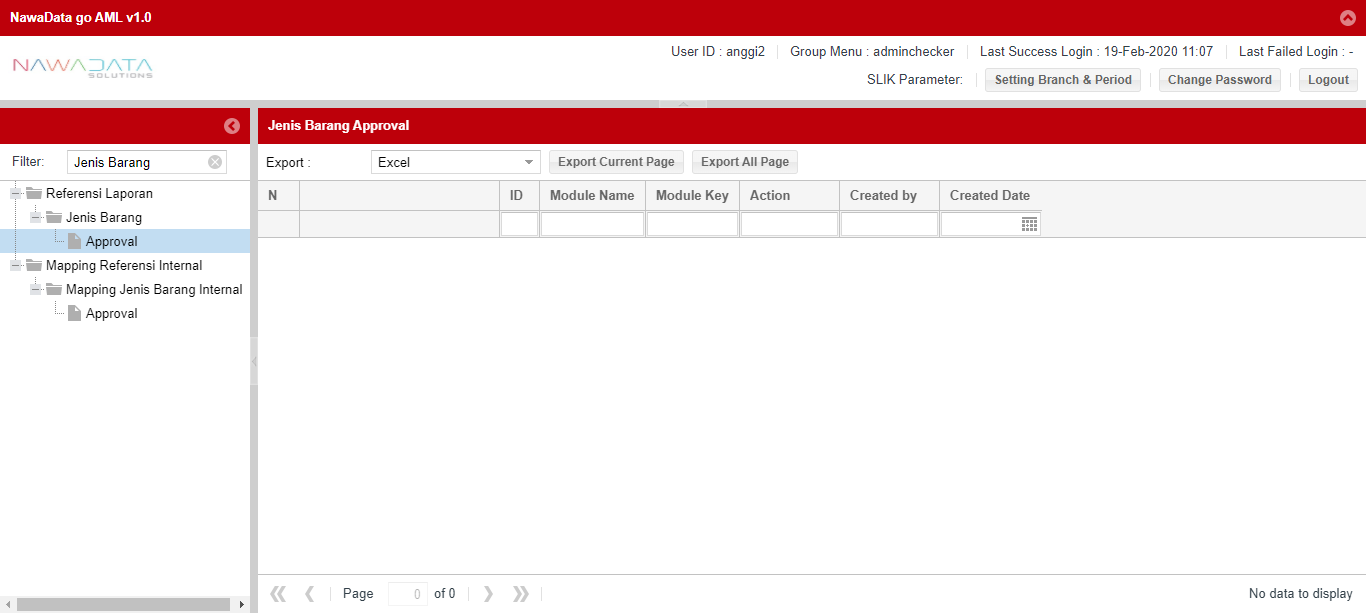 NawaData go AML v1.0
User ID : anggi2 Group Menu : adminchecker Last Success Login : 19-Feb-2020 11:07 Last Failed Login : -
NAWADATA
SOLUTIONS
SLIK Parameter: Setting Branch & Period Change Password Logout
Jenis Barang Approval
Filter: Jenis Barang
Export : Excel Export Current Page Export All Page
Referensi Laporan
Jenis Barang
Approval
Mapping Referensi Internal
Mapping Jenis Barang Internal
Approval
N ID Module Name Module Key Action Created by Created Date
Page 0 of 0 No data to display